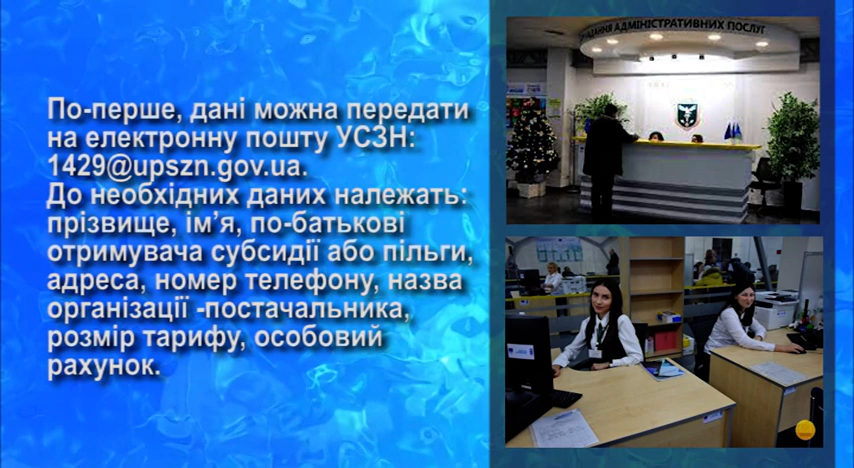 По-перше, дані можна передати
на електронну пошту УСЗН:
1429@upszn.gov.ua.
До необхідних даних належать:
прізвище, ім’я, по-батькові
отримувача субсидії або пільги,
адреса, номер телефону, назва
організації -постачальника,
розмір тарифу, особовий
рахунок.
АДАННЯ АДМІНІСТРАТИВНИХ ПОСЛУГ